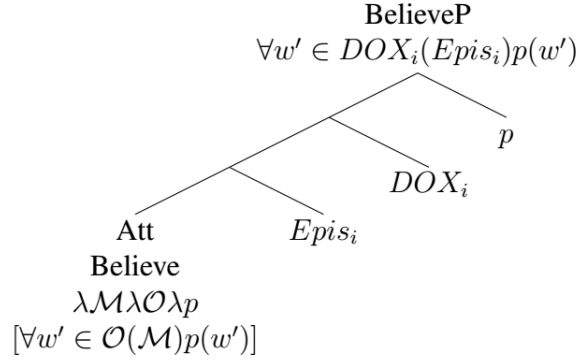 BelieveP
∀w′ ∈ DOX_i(Epis_i)p(w′)
p
DOX_i
Att
Epis_i
Believe
λℳλ𝒪λp
[∀w′ ∈ 𝒪(ℳ)p(w′)]